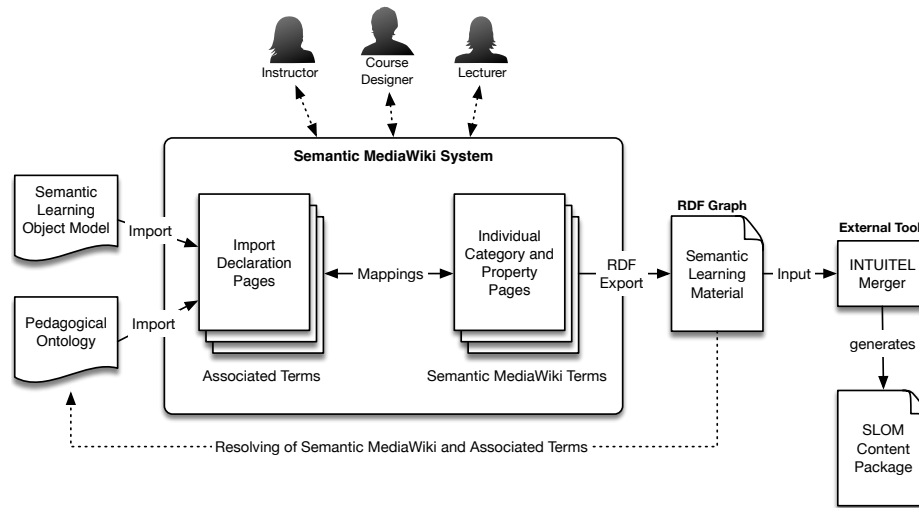 Instructor
Course
Designer
Lecturer
Semantic MediaWiki System
Semantic
Learning
Object Model
Import
Pedagogical
Ontology
Import
Import
Declaration
Pages
Associated Terms
Mappings
Individual
Category and
Property
Pages
Semantic MediaWiki Terms
RDF
Export
RDF Graph
Semantic
Learning
Material
Input
External Tool
INTUITEL
Merger
generates
SLOM
Content
Package
Resolving of Semantic MediaWiki and Associated Terms